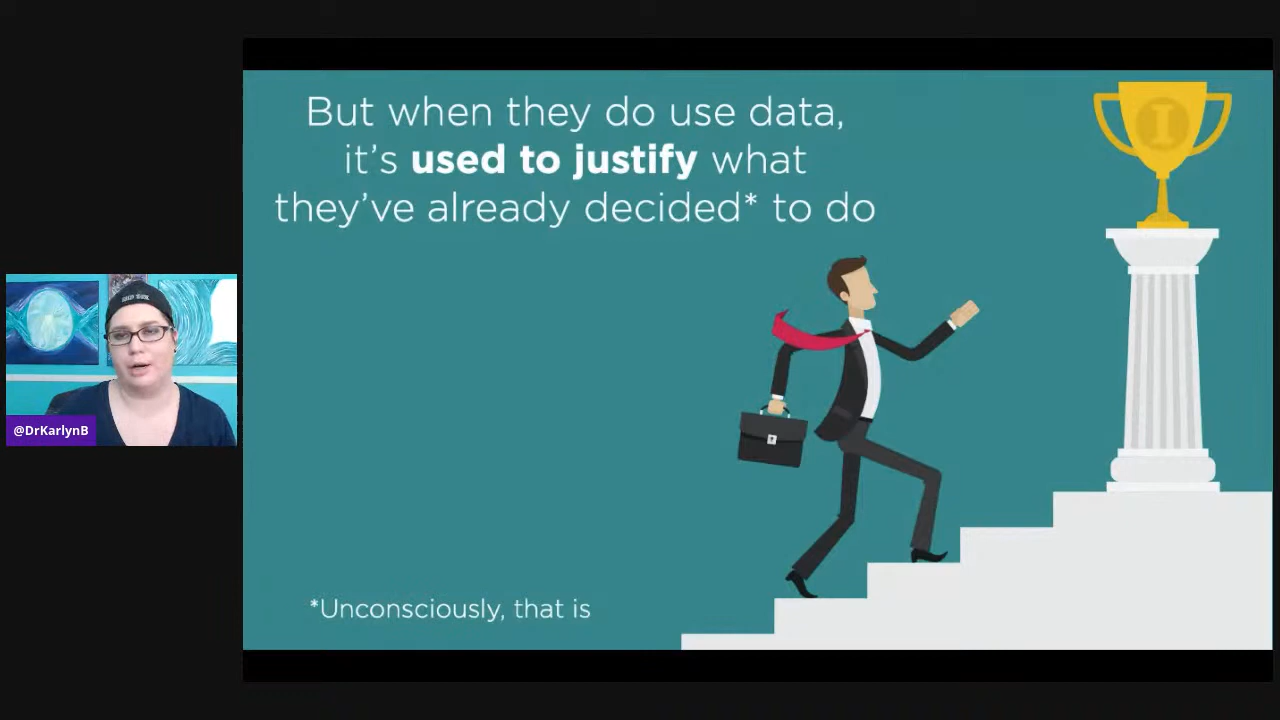 But when they do use data,
it's used to justify what
they've already decided* to do
@DrKarlynB
*Unconsciously, that is